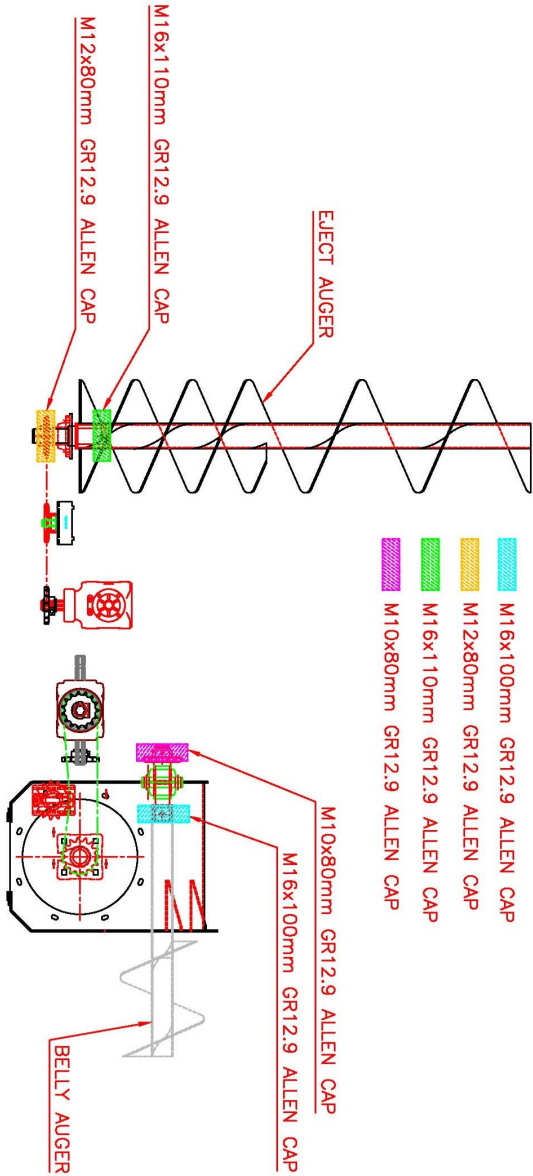 M16x110mm GR12.9 ALLEN CAP
M12x80mm GR12.9 ALLEN CAP
EJECT AUGER
M16x100mm GR12.9 ALLEN CAP
M12x80mm GR12.9 ALLEN CAP
M16x110mm GR12.9 ALLEN CAP
M10x80mm GR12.9 ALLEN CAP
M10x80mm GR12.9 ALLEN CAP
M16x100mm GR12.9 ALLEN CAP
BELLY AUGER